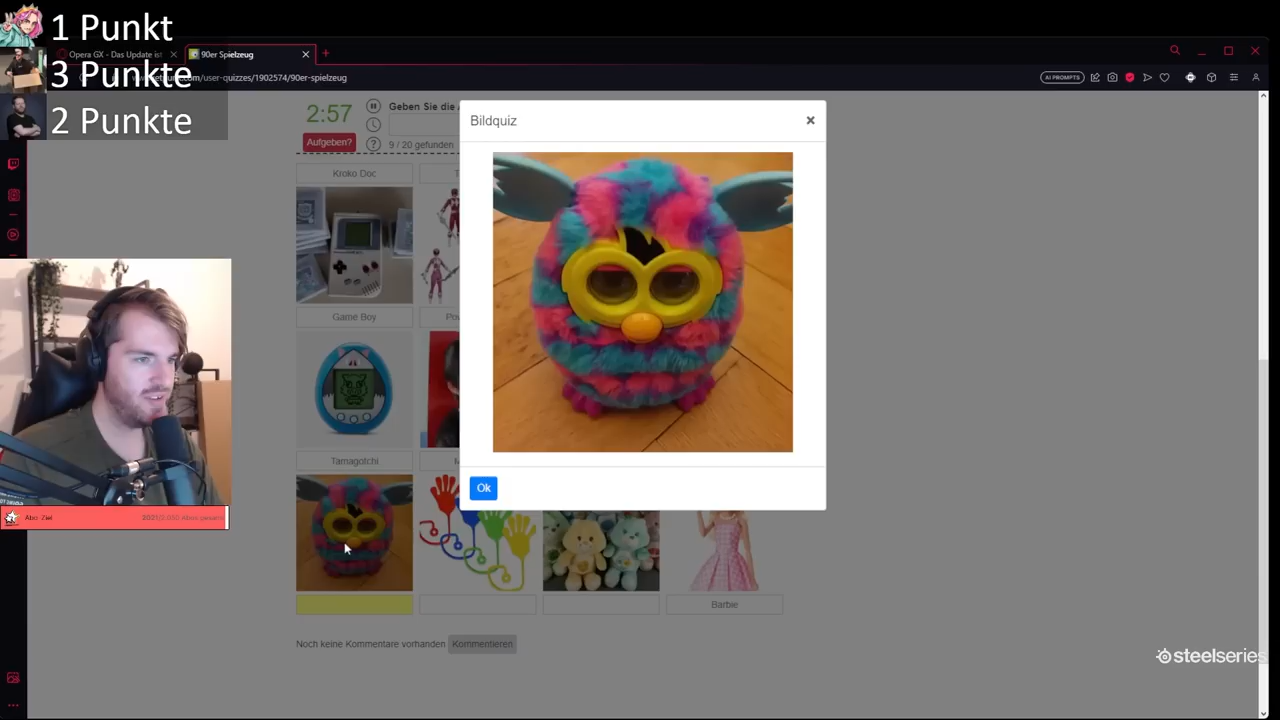 1 Punkt
3 Punkte
2 Punkte
Opera GX - Das Update ist
90er Spielzeug
.com/user-quizzes/1902574/90er-spielzeug
AI PROMPTS
2:57
Geben Sie die
Aufgeben?
9 / 20 gefunden
Bildquiz
Kroko Doc
Game Boy
Tamagotchi
Ok
Barbie
Noch keine Kommentare vorhanden
Kommentieren
Abo-Ziel
steelseries